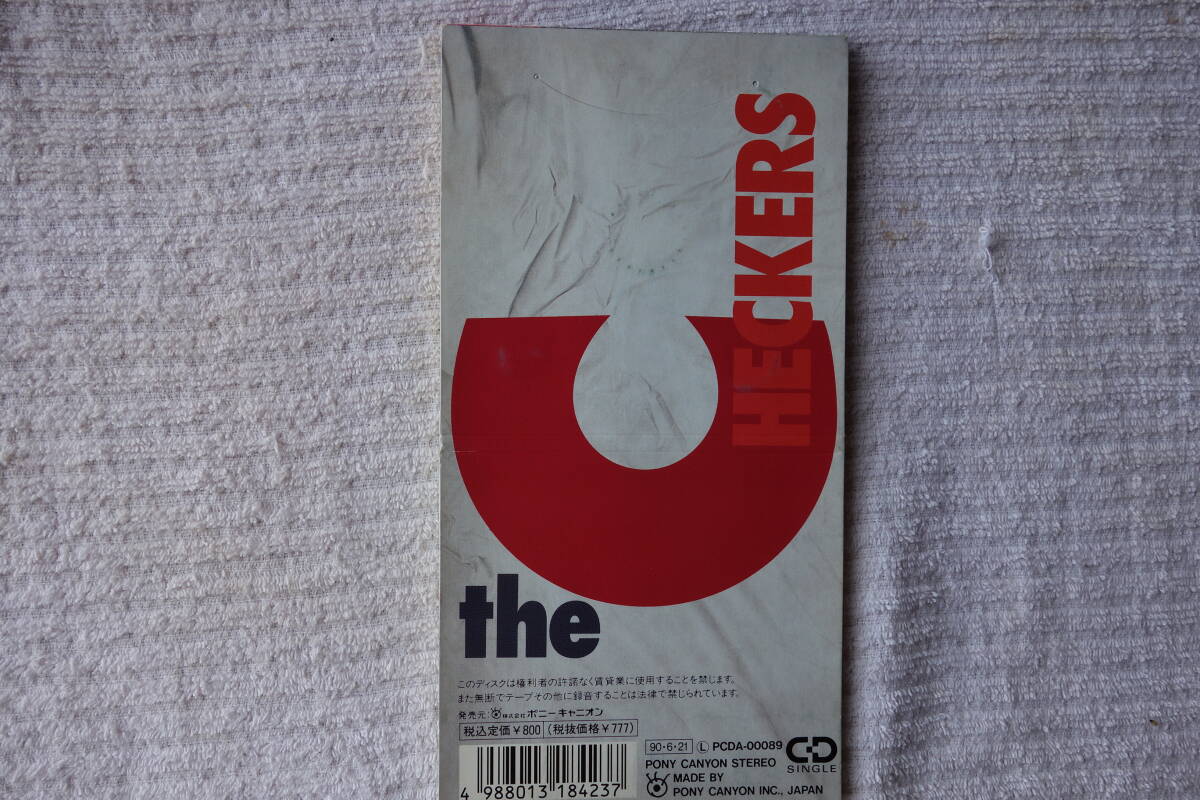 CHECKERS
the
このディスクは権利者の許諾なく賃貸業に使用することを禁じます。
また無断でテープその他に録音することは法律で禁じられています。
発売元: 株式会社 ポニーキャニオン
税込定価¥800 (税抜価格¥777)
90・6・21 Ⓛ PCDA-00089
CD SINGLE
PONY CANYON STEREO
MADE BY
PONY CANYON INC., JAPAN
4 988013 184237